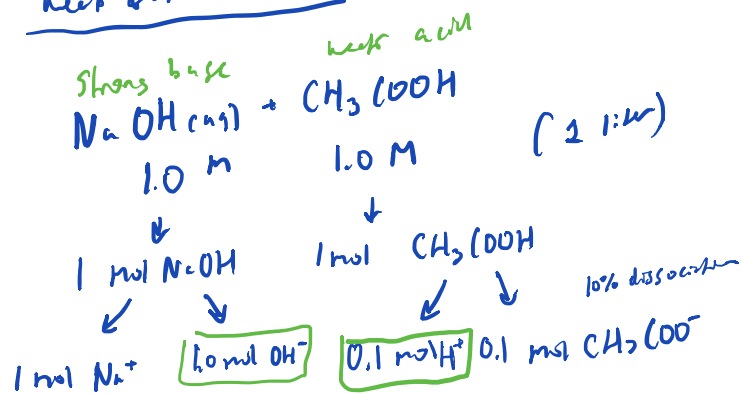 strong base weak acid
NaOH(aq) + CH3COOH
1.0 M 1.0 M (1 liter)
1 mol NaOH 1 mol CH3COOH
10% dissociation
1 mol Na+ 1.0 mol OH- 0.1 mol H+ 0.1 mol CH3COO-